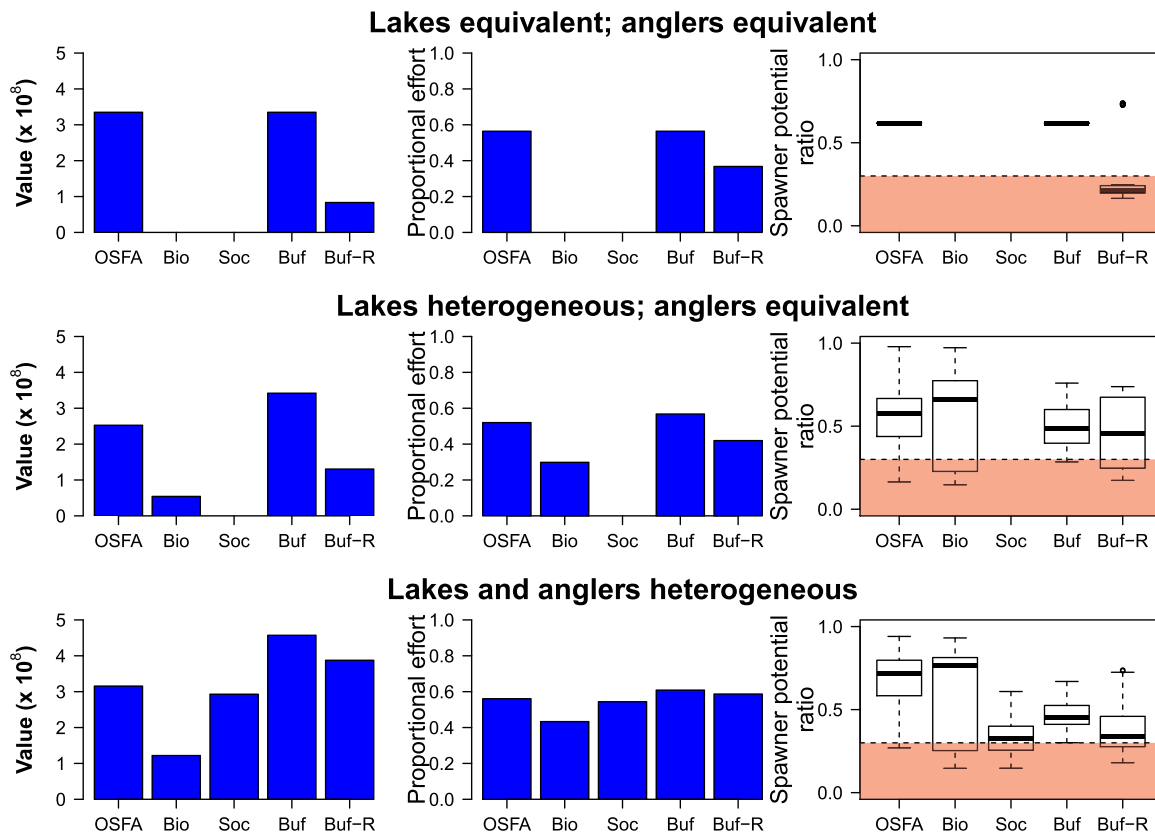 Lakes equivalent; anglers equivalent
Value (x 10⁸)
5
4
3
2
1
0
OSFA Bio Soc Buf Buf−R
Proportional effort
1.0
0.8
0.6
0.4
0.2
0.0
OSFA Bio Soc Buf Buf−R
Spawner potential
ratio
1.0
0.5
0.0
OSFA Bio Soc Buf Buf−R
Lakes heterogeneous; anglers equivalent
Value (x 10⁸)
5
4
3
2
1
0
OSFA Bio Soc Buf Buf−R
Proportional effort
1.0
0.8
0.6
0.4
0.2
0.0
OSFA Bio Soc Buf Buf−R
Spawner potential
ratio
1.0
0.5
0.0
OSFA Bio Soc Buf Buf−R
Lakes and anglers heterogeneous
Value (x 10⁸)
5
4
3
2
1
0
OSFA Bio Soc Buf Buf−R
Proportional effort
1.0
0.8
0.6
0.4
0.2
0.0
OSFA Bio Soc Buf Buf−R
Spawner potential
ratio
1.0
0.5
0.0
OSFA Bio Soc Buf Buf−R